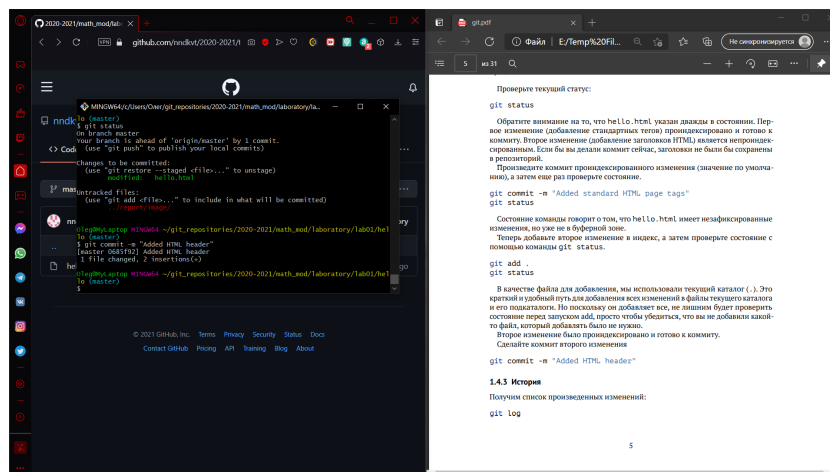 2020-2021/math_mod/lab
github.com/nndkvt/2020-2021/
VPN
nndk
Code
mas
nn
ory
he
ago
MINGW64:/c/Users/Олег/git_repositories/2020-2021/math_mod/laboratory/la...
lo (master)
$ git status
On branch master
Your branch is ahead of 'origin/master' by 1 commit.
(use "git push" to publish your local commits)
Changes to be committed:
(use "git restore --staged <file>..." to unstage)
modified: hello.html
Untracked files:
(use "git add <file>..." to include in what will be committed)
../report/image/
Oleg@MyLaptop MINGW64 ~/git_repositories/2020-2021/math_mod/laboratory/lab01/hel
lo (master)
$ git commit -m "Added HTML header"
[master 0685f92] Added HTML header
1 file changed, 2 insertions(+)
Oleg@MyLaptop MINGW64 ~/git_repositories/2020-2021/math_mod/laboratory/lab01/hel
lo (master)
$
© 2021 GitHub, Inc. Terms Privacy Security Status Docs
Contact GitHub Pricing API Training Blog About
git.pdf
Файл | E:/Temp%20Fil...
Не синхронизируется
5 из 31
Проверьте текущий статус:
git status
Обратите внимание на то, что hello.html указан дважды в состоянии. Пер-
вое изменение (добавление стандартных тегов) проиндексировано и готово к
коммиту. Второе изменение (добавление заголовков HTML) является непроиндек-
сированным. Если бы вы делали коммит сейчас, заголовки не были бы сохранены
в репозиторий.
Произведите коммит проиндексированного изменения (значение по умолча-
нию), а затем еще раз проверьте состояние.
git commit -m "Added standard HTML page tags"
git status
Состояние команды говорит о том, что hello.html имеет незафиксированные
изменения, но уже не в буферной зоне.
Теперь добавьте второе изменение в индекс, а затем проверьте состояние с
помощью команды git status.
git add .
git status
В качестве файла для добавления, мы использовали текущий каталог (.). Это
краткий и удобный путь для добавления всех изменений в файлы текущего каталога
и его подкаталоги. Но поскольку он добавляет все, не лишним будет проверить
состояние перед запуском add, просто чтобы убедиться, что вы не добавили какой-
то файл, который добавлять было не нужно.
Второе изменение было проиндексировано и готово к коммиту.
Сделайте коммит второго изменения
git commit -m "Added HTML header"
1.4.3 История
Получим список произведенных изменений:
git log
5